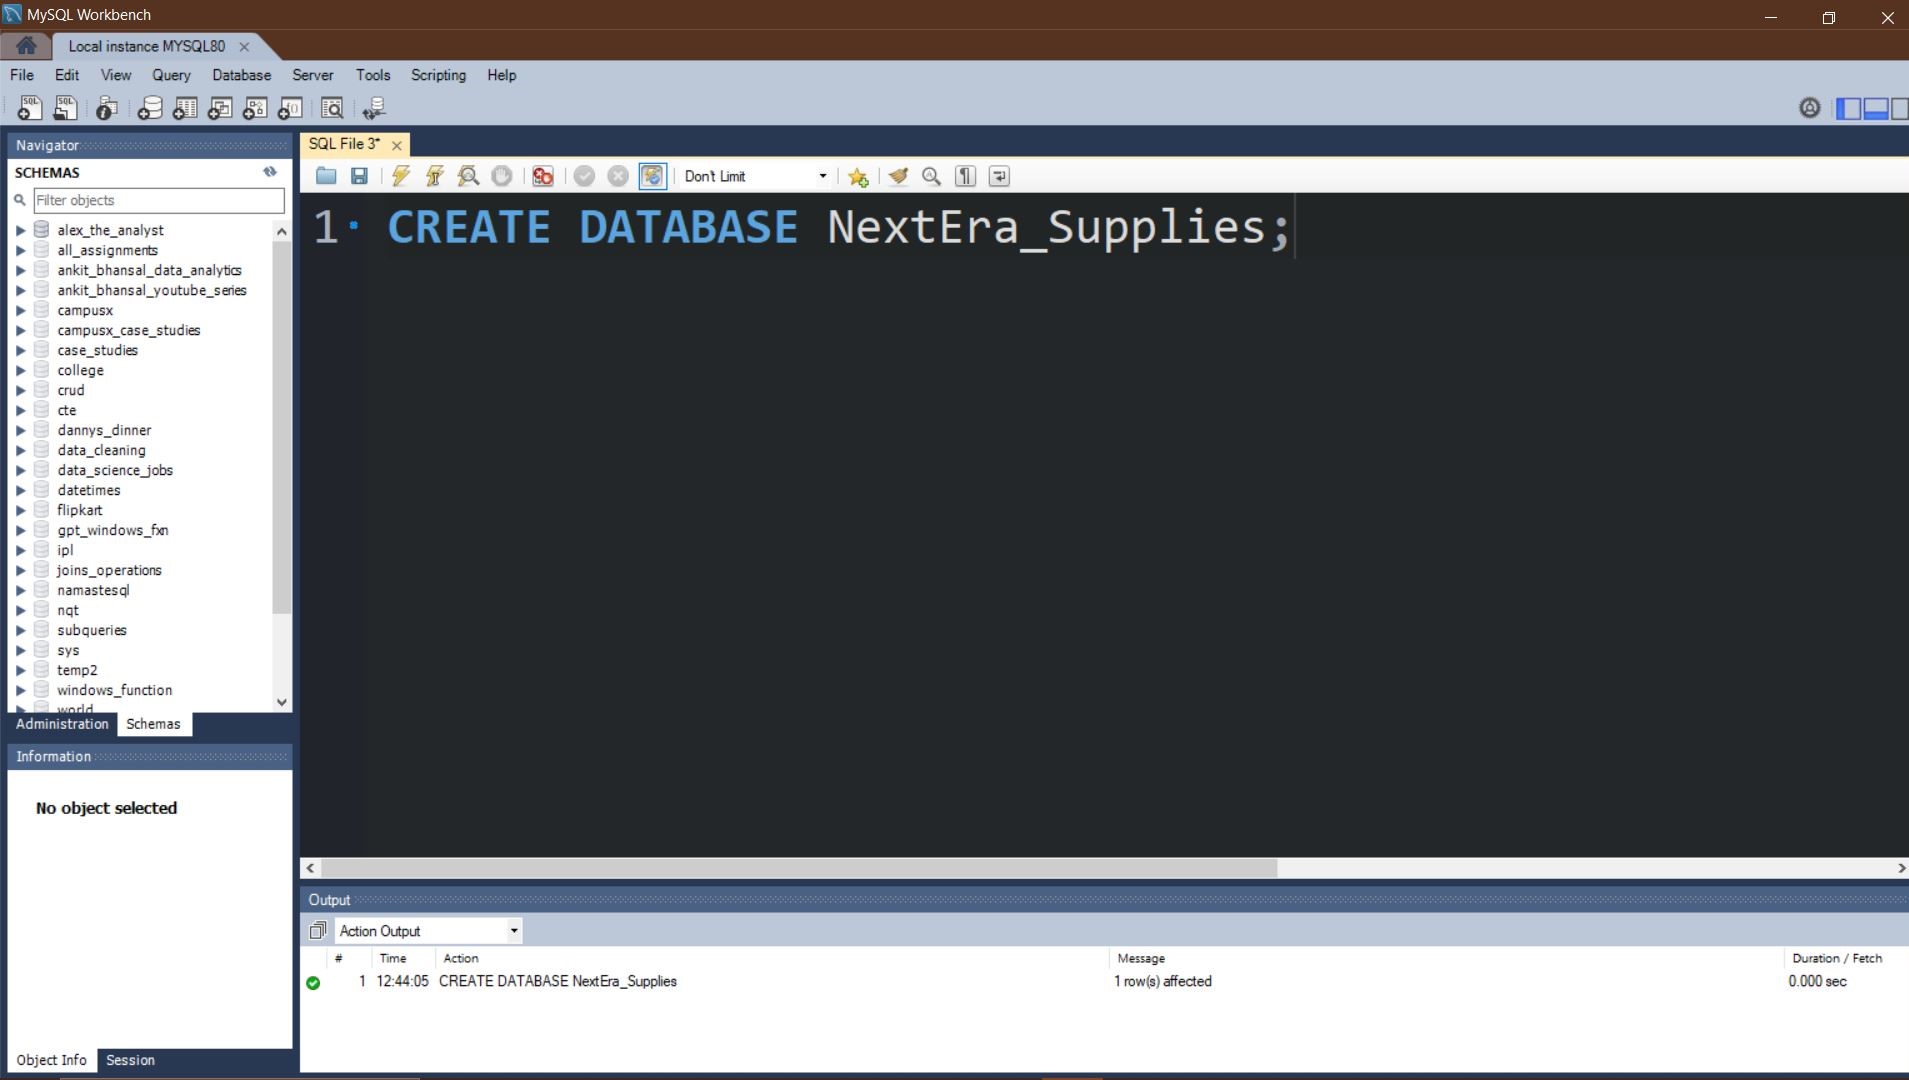 MySQL Workbench
Local instance MYSQL80
File Edit View Query Database Server Tools Scripting Help
Navigator
SCHEMAS
Filter objects
alex_the_analyst
all_assignments
ankit_bhansal_data_analytics
ankit_bhansal_youtube_series
campusx
campusx_case_studies
case_studies
college
crud
cte
dannys_dinner
data_cleaning
data_science_jobs
datetimes
flipkart
gpt_windows_fxn
ipl
joins_operations
namastesql
nqt
subqueries
sys
temp2
windows_function
world
Administration Schemas
Information
No object selected
Object Info Session
SQL File 3*
Don't Limit
1 CREATE DATABASE NextEra_Supplies;
Output
Action Output
# Time Action Message Duration / Fetch
1 12:44:05 CREATE DATABASE NextEra_Supplies 1 row(s) affected 0.000 sec